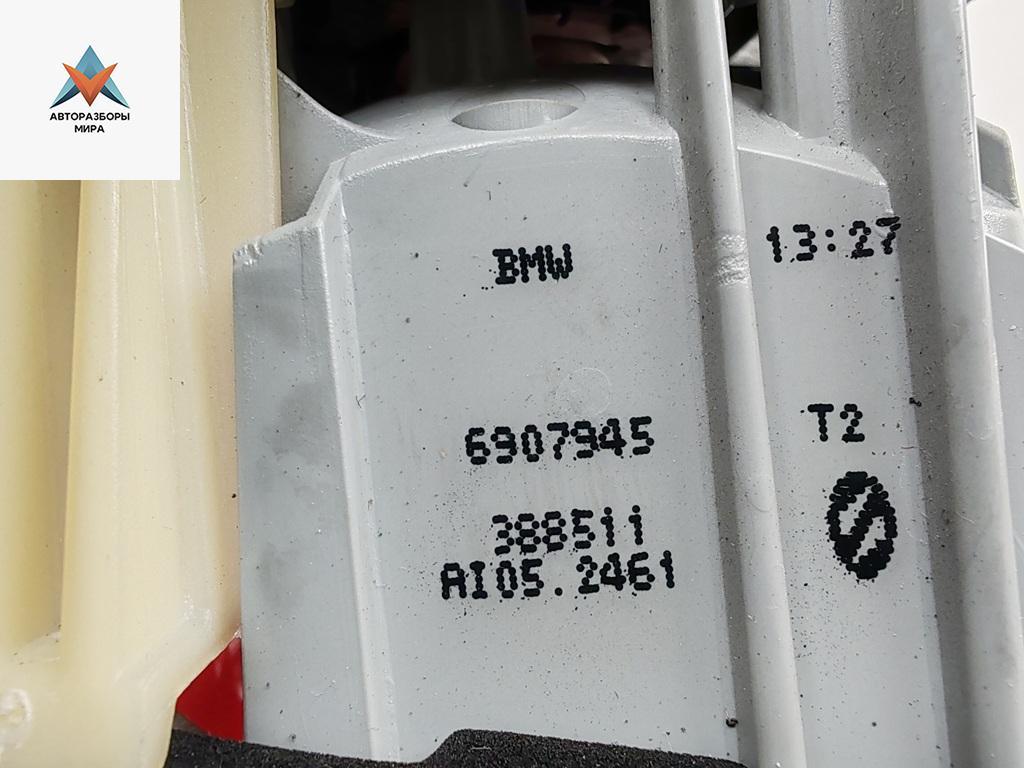 АВТОРАЗБОРЫ
МИРА
BMW
13:27
6907945
T2
388511
AI05.2461